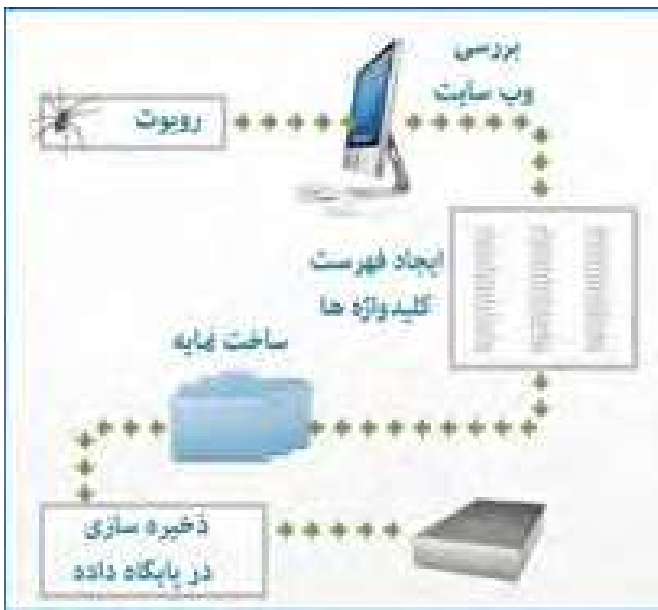 روبوت
بررسی
وب سایت
ایجاد فهرست
کلیدواژه ها
ساخت نمایه
ذخیره سازی
در پایگاه داده